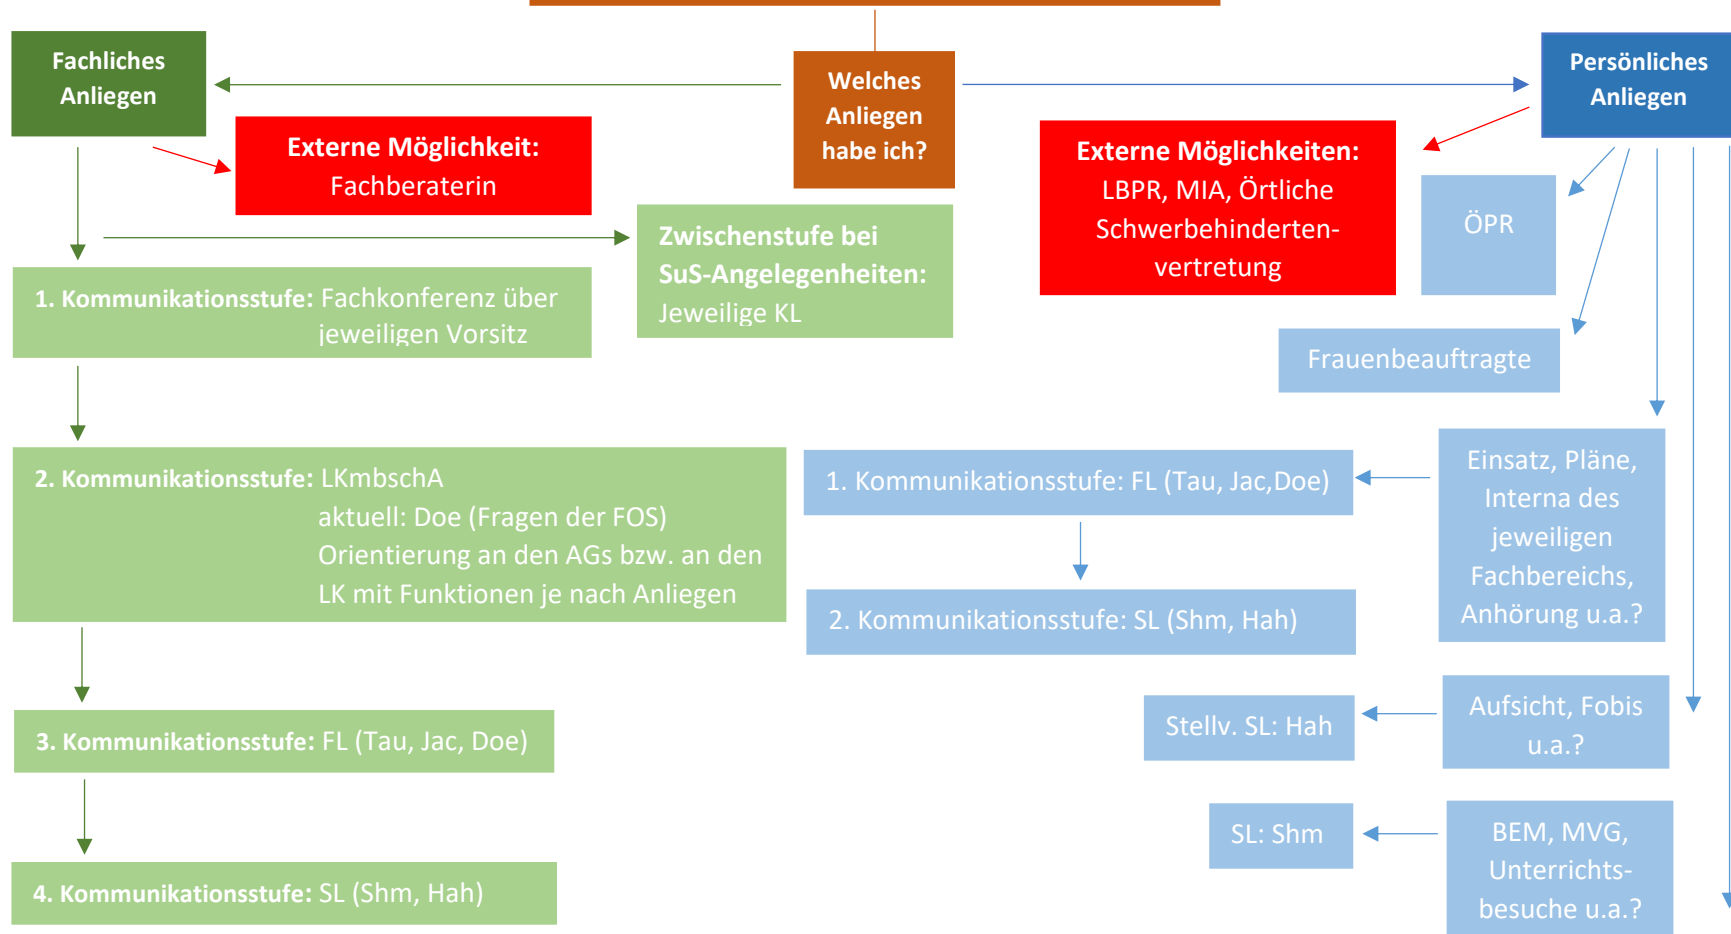 Fachliches
Anliegen
Welches
Anliegen
habe ich?
Persönliches
Anliegen
Externe Möglichkeit:
Fachberaterin
Externe Möglichkeiten:
LBPR, MIA, Örtliche
Schwerbehinderten-
vertretung
ÖPR
Zwischenstufe bei
SuS-Angelegenheiten:
Jeweilige KL
1. Kommunikationsstufe: Fachkonferenz über
jeweiligen Vorsitz
Frauenbeauftragte
2. Kommunikationsstufe: LKmbschA
aktuell: Doe (Fragen der FOS)
Orientierung an den AGs bzw. an den
LK mit Funktionen je nach Anliegen
1. Kommunikationsstufe: FL (Tau, Jac,Doe)
Einsatz, Pläne,
Interna des
jeweiligen
Fachbereichs,
Anhörung u.a.?
2. Kommunikationsstufe: SL (Shm, Hah)
3. Kommunikationsstufe: FL (Tau, Jac, Doe)
Stellv. SL: Hah
Aufsicht, Fobis
u.a.?
4. Kommunikationsstufe: SL (Shm, Hah)
SL: Shm
BEM, MVG,
Unterrichts-
besuche u.a.?